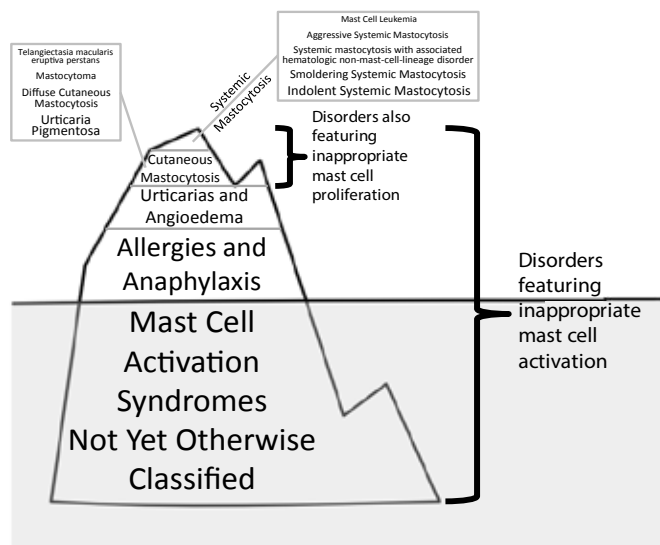 Mast Cell Leukemia
Aggressive Systemic Mastocytosis
Systemic mastocytosis with associated
hematologic non-mast-cell-lineage disorder
Smoldering Systemic Mastocytosis
Indolent Systemic Mastocytosis
Telangiectasia macularis
eruptiva perstans
Mastocytoma
Diffuse Cutaneous
Mastocytosis
Urticaria
Pigmentosa
Systemic
Mastocytosis
Disorders also
featuring
inappropriate
mast cell
proliferation
Cutaneous
Mastocytosis
Urticarias and
Angioedema
Allergies and
Anaphylaxis
Disorders
featuring
inappropriate
mast cell
activation
Mast Cell
Activation
Syndromes
Not Yet Otherwise
Classified